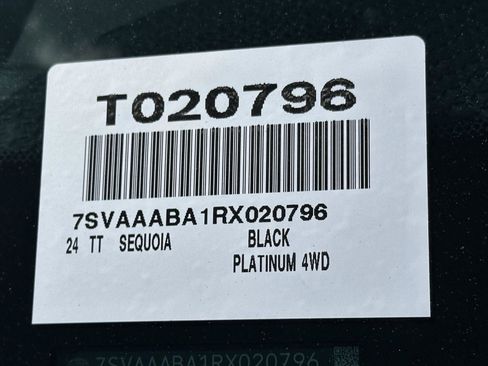 T020796
7SVAAABA1RX020796
24 TT SEQUOIA BLACK
PLATINUM 4WD
7SVAAABA1RX020796